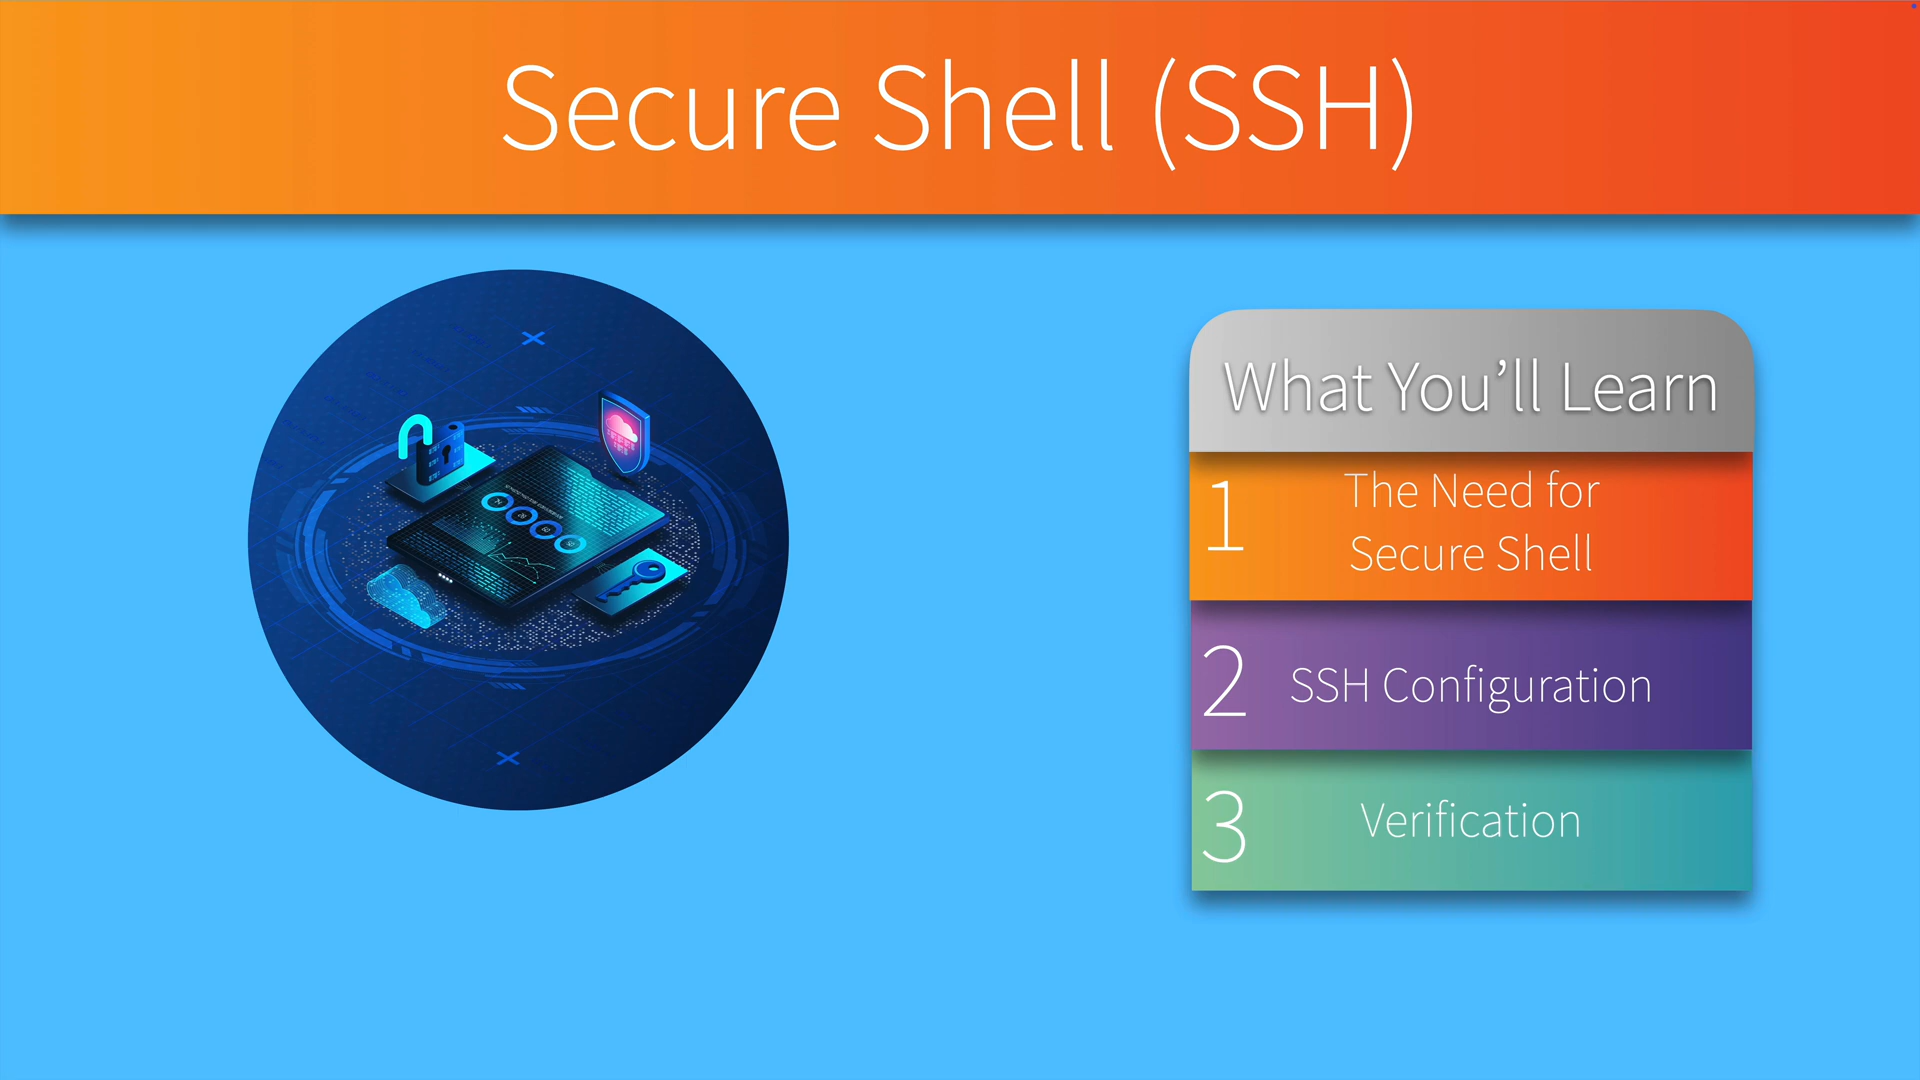 Secure Shell (SSH)
What You’ll Learn
1
The Need for
Secure Shell
2
SSH Configuration
3
Verification